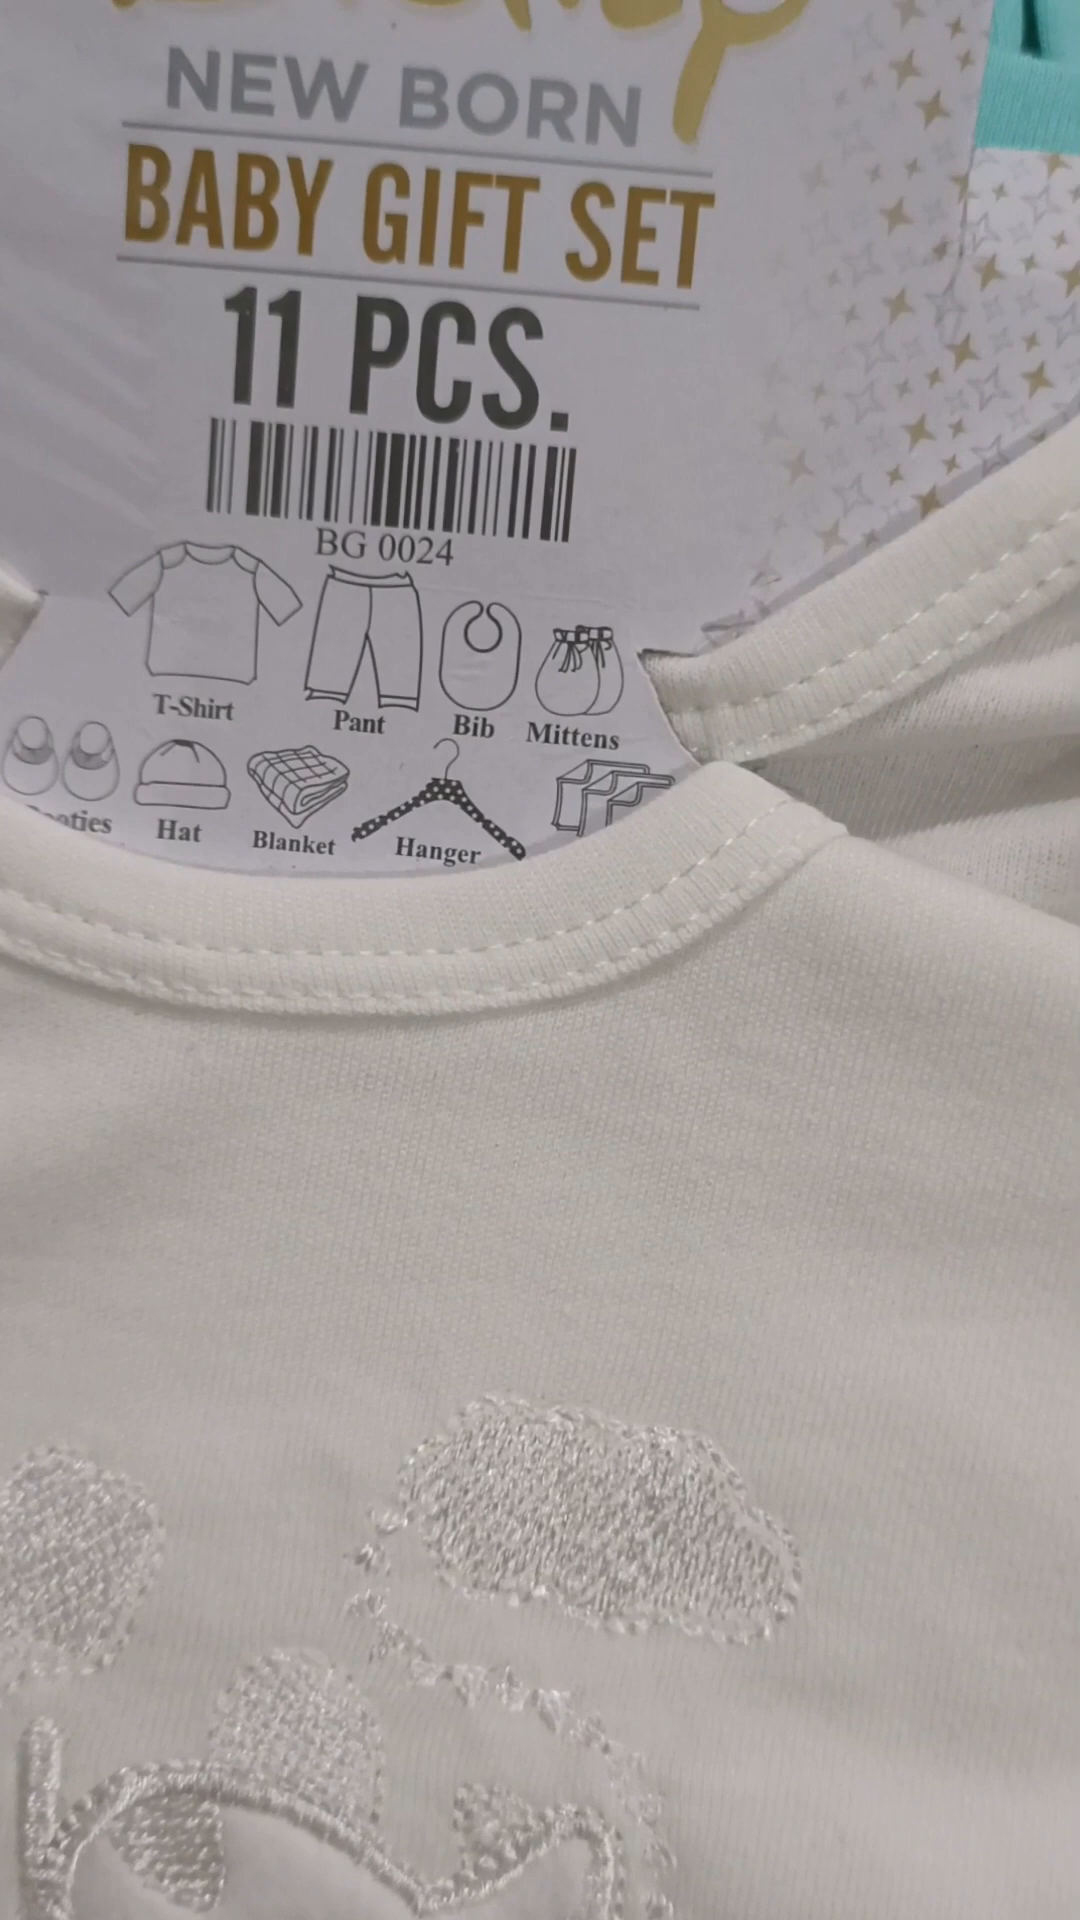 NEW BORN
BABY GIFT SET
11 PCS.
BG 0024
T-Shirt Pant Bib Mittens
Hat Blanket Hanger